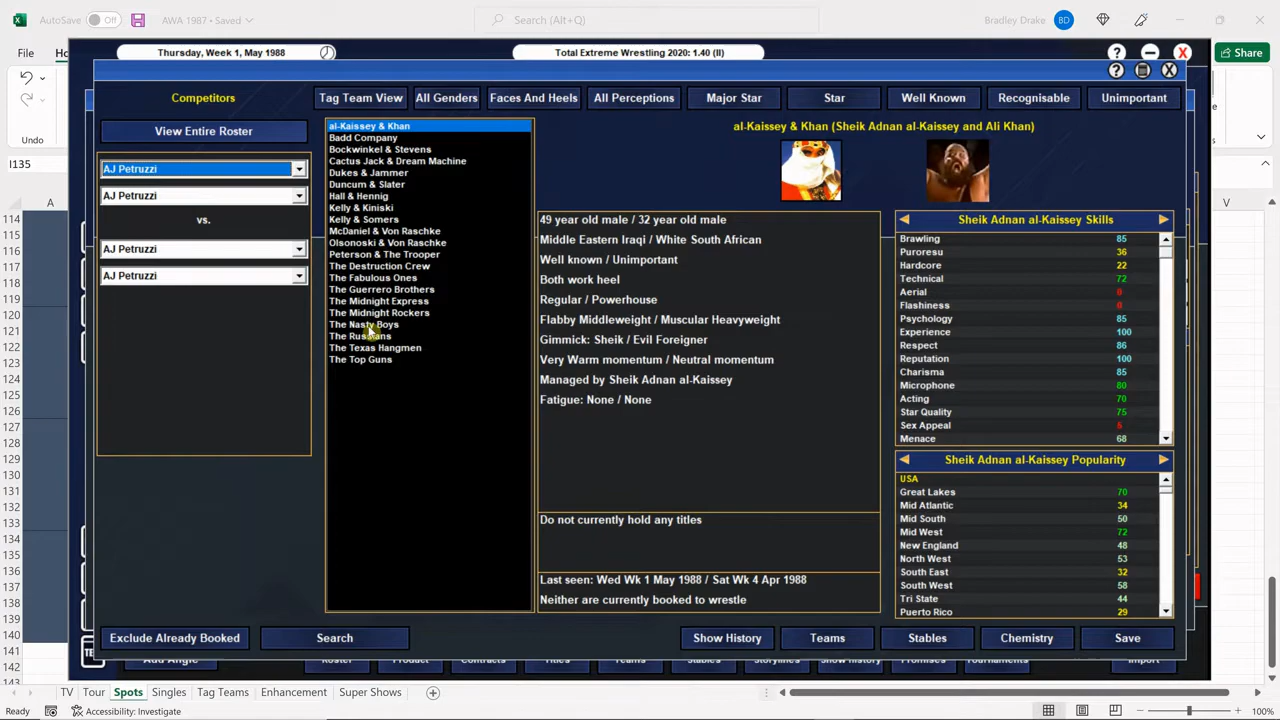 AutoSave Off AWA 1987 • Saved
Search (Alt+Q)
Bradley Drake BD
File
Share
Undo
I135
A
V
114
115
116
117
118
119
120
121
122
123
124
125
126
127
128
129
130
131
132
133
134
135
136
137
138
139
140
141
142
Thursday, Week 1, May 1988
Total Extreme Wrestling 2020: 1.40 (II)
? X
? X
Competitors
Tag Team View
All Genders
Faces And Heels
All Perceptions
Major Star
Star
Well Known
Recognisable
Unimportant
View Entire Roster
AJ Petruzzi
AJ Petruzzi
vs.
AJ Petruzzi
AJ Petruzzi
al-Kaissey & Khan
Badd Company
Bockwinkel & Stevens
Cactus Jack & Dream Machine
Dukes & Jammer
Duncum & Slater
Hall & Hennig
Kelly & Kiniski
Kelly & Somers
McDaniel & Von Raschke
Olsonoski & Von Raschke
Peterson & The Trooper
The Destruction Crew
The Fabulous Ones
The Guerrero Brothers
The Midnight Express
The Midnight Rockers
The Nasty Boys
The Russians
The Texas Hangmen
The Top Guns
al-Kaissey & Khan (Sheik Adnan al-Kaissey and Ali Khan)
49 year old male / 32 year old male
Middle Eastern Iraqi / White South African
Well known / Unimportant
Both work heel
Regular / Powerhouse
Flabby Middleweight / Muscular Heavyweight
Gimmick: Sheik / Evil Foreigner
Very Warm momentum / Neutral momentum
Managed by Sheik Adnan al-Kaissey
Fatigue: None / None
Do not currently hold any titles
Last seen: Wed Wk 1 May 1988 / Sat Wk 4 Apr 1988
Neither are currently booked to wrestle
Sheik Adnan al-Kaissey Skills
Brawling 85
Puroresu 36
Hardcore 22
Technical 72
Aerial 0
Flashiness 0
Psychology 85
Experience 100
Respect 86
Reputation 100
Charisma 85
Microphone 80
Acting 70
Star Quality 75
Sex Appeal 5
Menace 68
Sheik Adnan al-Kaissey Popularity
USA
Great Lakes 70
Mid Atlantic 34
Mid South 50
Mid West 72
New England 48
North West 53
South East 32
South West 58
Tri State 44
Puerto Rico 29
Exclude Already Booked
Search
Show History
Teams
Stables
Chemistry
Save
Add Angle
Roster
Product
Contracts
Titles
Teams
Stables
Storylines
Show History
Promises
Tournaments
Import
TV Tour Spots Singles Tag Teams Enhancement Super Shows
Ready
Accessibility: Investigate
100%